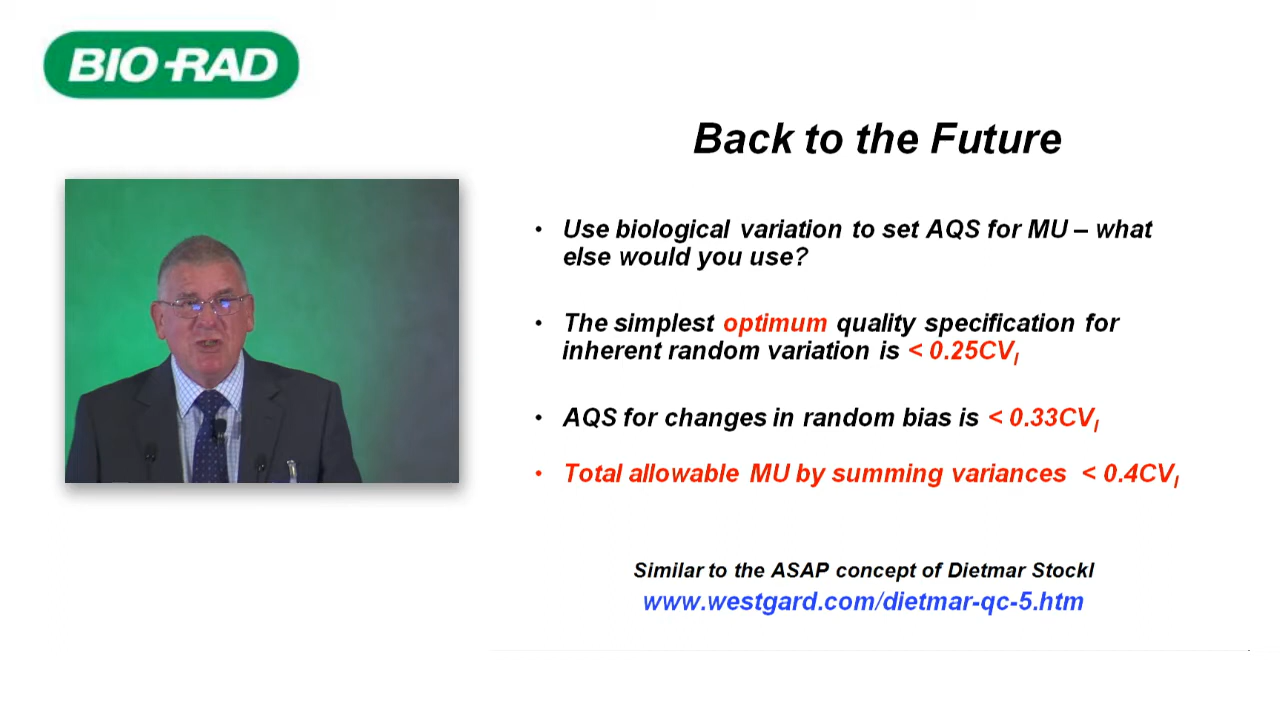 BIO-RAD
Back to the Future
• Use biological variation to set AQS for MU – what
else would you use?
• The simplest optimum quality specification for
inherent random variation is < 0.25CVI
• AQS for changes in random bias is < 0.33CVI
• Total allowable MU by summing variances < 0.4CVI
Similar to the ASAP concept of Dietmar Stockl
www.westgard.com/dietmar-qc-5.htm